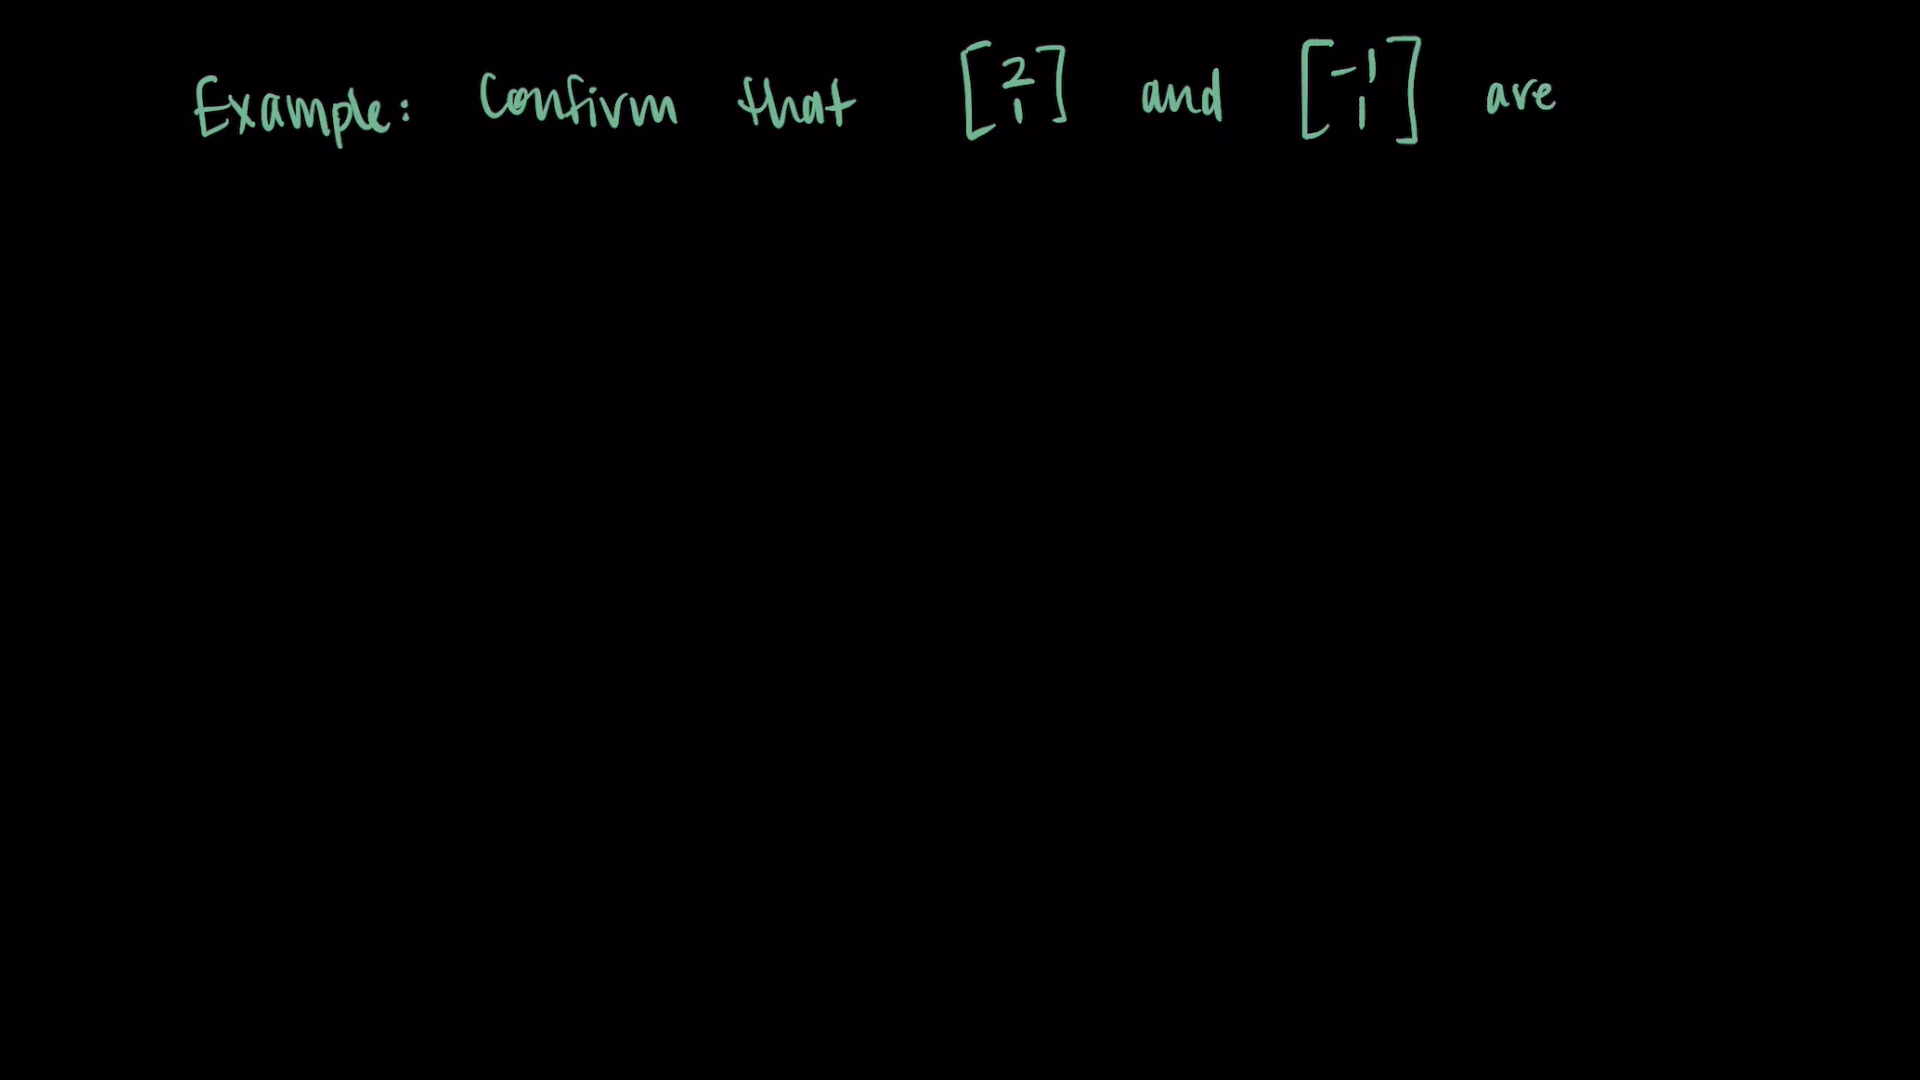 Example: Confirm that [2 1] and [-1 1] are